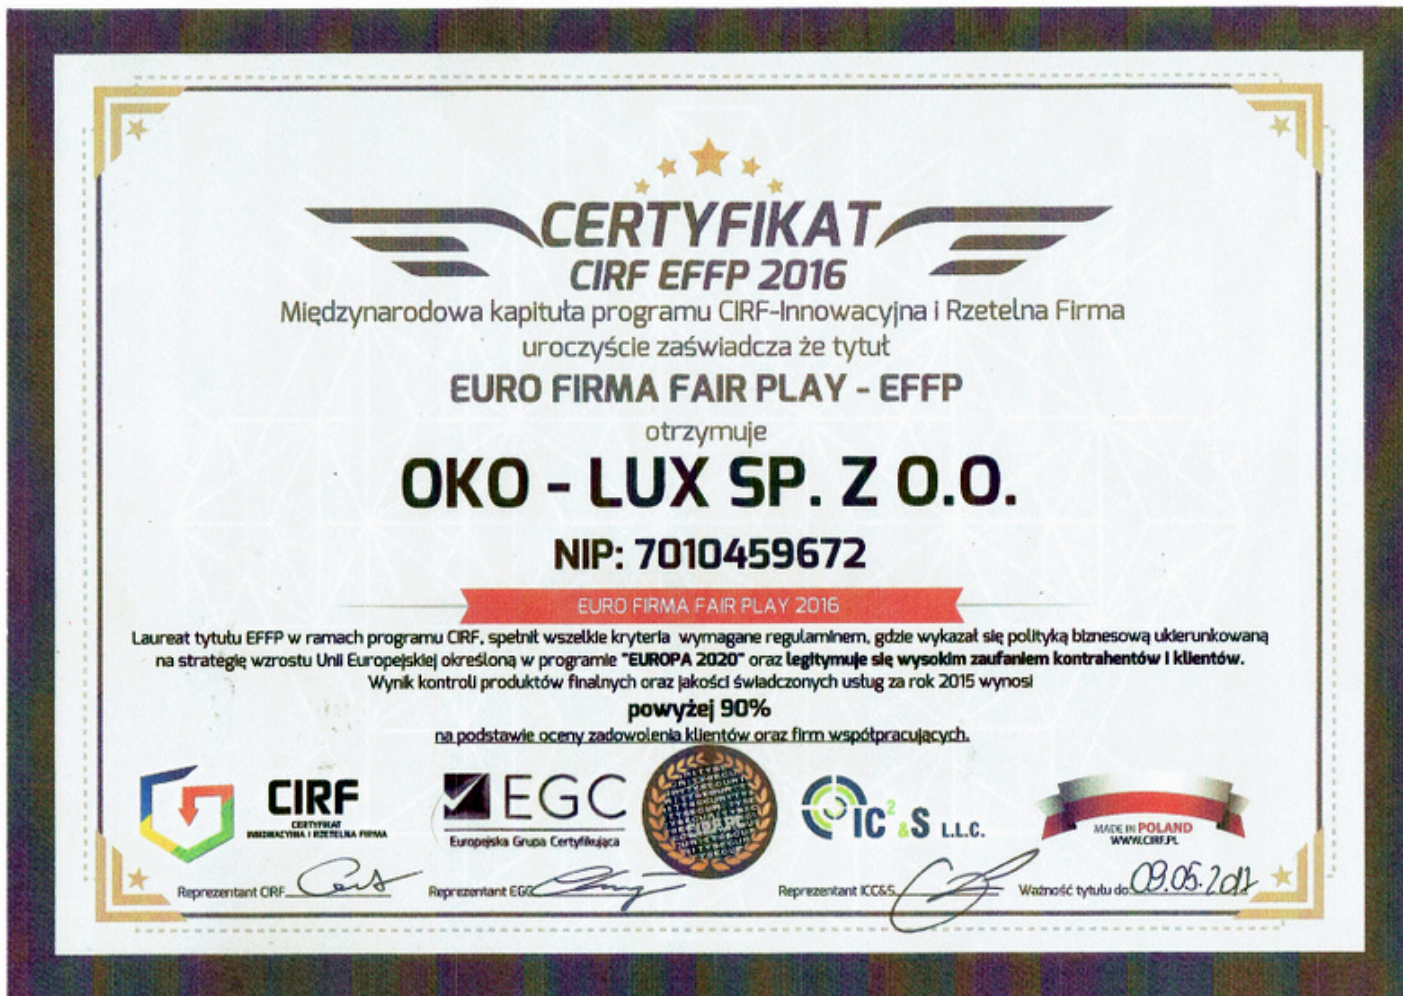 CERTYFIKAT
CIRF EFFP 2016
Międzynarodowa kapituła programu CIRF-Innowacyjna i Rzetelna Firma
uroczyście zaświadcza że tytuł
EURO FIRMA FAIR PLAY - EFFP
otrzymuje
OKO - LUX SP. Z O.O.
NIP: 7010459672
EURO FIRMA FAIR PLAY 2016
Laureat tytułu EFFP w ramach programu CIRF, spełnił wszelkie kryteria wymagane regulaminem, gdzie wykazał się polityką biznesową ukierunkowaną
na strategię wzrostu Unii Europejskiej określoną w programie "EUROPA 2020" oraz legitymuje się wysokim zaufaniem kontrahentów i klientów.
Wynik kontroli produktów finalnych oraz jakości świadczonych usług za rok 2015 wynosi
powyżej 90%
na podstawie oceny zadowolenia klientów oraz firm współpracujących.
CIRF
CERTYFIKAT
INNOWACYJNA I RZETELNA FIRMA
EGC
Europejska Grupa Certyfikująca
CIRF.PL
IC²&S L.L.C.
MADE IN POLAND
WWW.CIRF.PL
Reprezentant CIRF
Reprezentant EGC
Reprezentant ICC&S
Ważność tytułu do: 09.05.2017